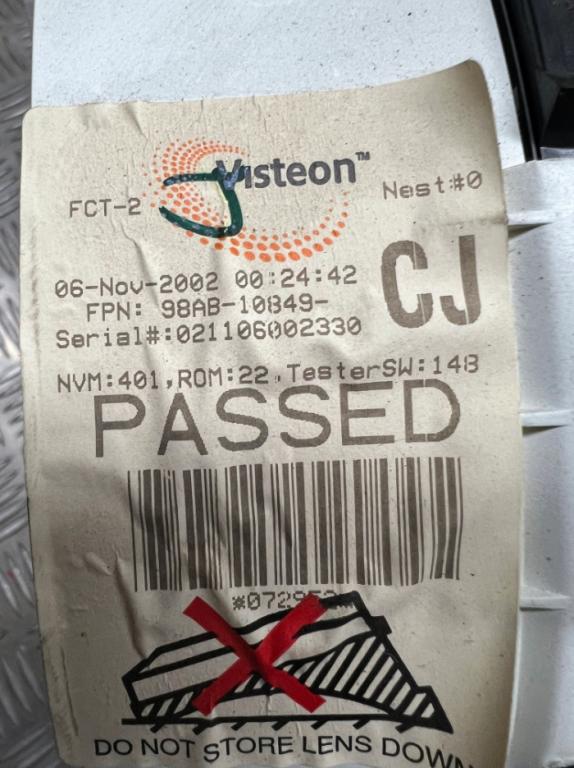 Visteon™
FCT-2
Nest:#0
06-Nov-2002 00:24:42
FPN: 98AB-10849-
CJ
Serial#:021106002330
NVM:401,ROM:22,TesterSW:148
PASSED
DO NOT STORE LENS DOWN